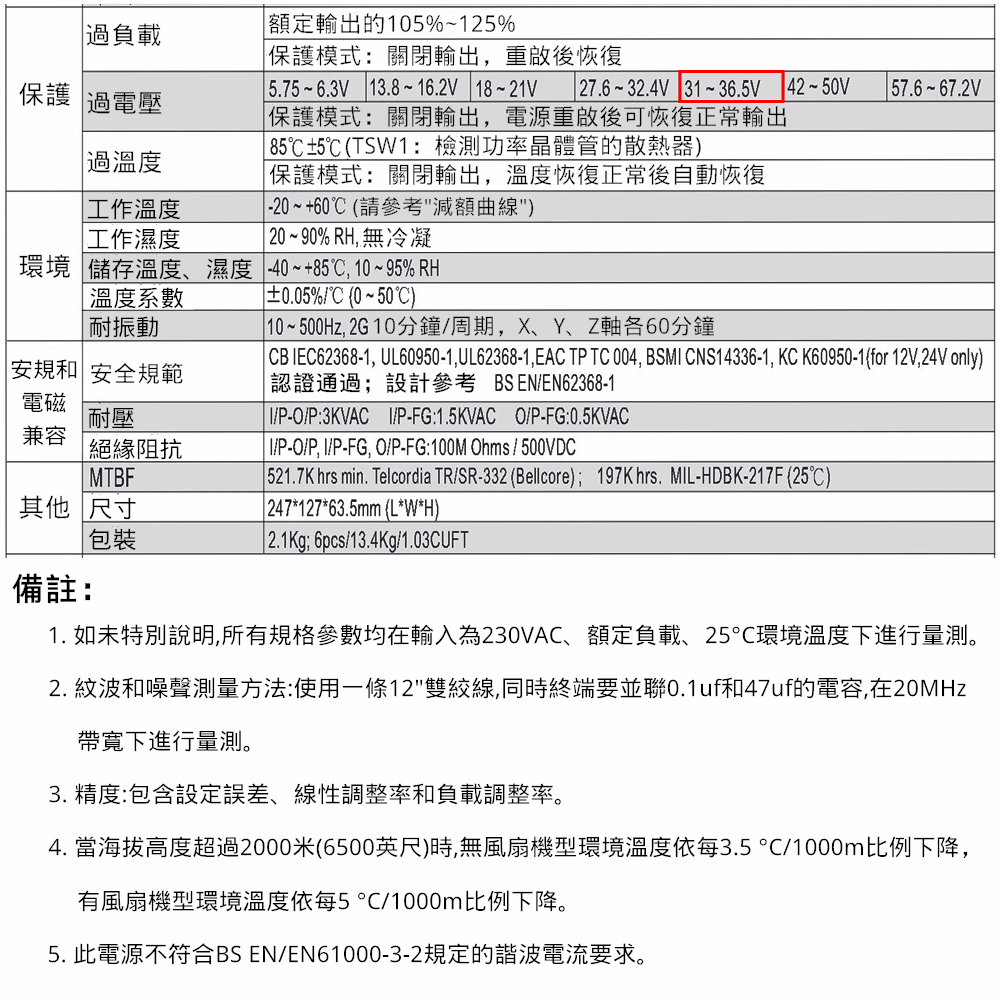 保護
過負載
額定輸出的105%~125%
保護模式：關閉輸出，重啟後恢復
過電壓
5.75 ~ 6.3V 13.8 ~ 16.2V 18 ~ 21V 27.6 ~ 32.4V 31 ~ 36.5V 42 ~ 50V 57.6 ~ 67.2V
保護模式：關閉輸出，電源重啟後可恢復正常輸出
過溫度
85℃ ±5℃ (TSW1：檢測功率晶體管的散熱器)
保護模式：關閉輸出，溫度恢復正常後自動恢復
環境
工作溫度 -20 ~ +60℃ (請參考"減額曲線")
工作濕度 20 ~ 90% RH, 無冷凝
儲存溫度、濕度 -40 ~ +85℃, 10 ~ 95% RH
溫度系數 ±0.05%/℃ (0 ~ 50℃)
耐振動 10 ~ 500Hz, 2G 10分鐘/周期，X、Y、Z軸各60分鐘
安規和
電磁
兼容
安全規範
CB IEC62368-1, UL60950-1,UL62368-1,EAC TP TC 004, BSMI CNS14336-1, KC K60950-1(for 12V,24V only)
認證通過；設計參考 BS EN/EN62368-1
耐壓 I/P-O/P:3KVAC I/P-FG:1.5KVAC O/P-FG:0.5KVAC
絕緣阻抗 I/P-O/P, I/P-FG, O/P-FG:100M Ohms / 500VDC
其他
MTBF 521.7K hrs min. Telcordia TR/SR-332 (Bellcore) ; 197K hrs. MIL-HDBK-217F (25℃)
尺寸 247*127*63.5mm (L*W*H)
包裝 2.1Kg; 6pcs/13.4Kg/1.03CUFT
備註：
1. 如未特別說明,所有規格參數均在輸入為230VAC、額定負載、25°C環境溫度下進行量測。
2. 紋波和噪聲測量方法:使用一條12"雙絞線,同時終端要並聯0.1uf和47uf的電容,在20MHz
帶寬下進行量測。
3. 精度:包含設定誤差、線性調整率和負載調整率。
4. 當海拔高度超過2000米(6500英尺)時,無風扇機型環境溫度依每3.5 °C/1000m比例下降，
有風扇機型環境溫度依每5 °C/1000m比例下降。
5. 此電源不符合BS EN/EN61000-3-2規定的諧波電流要求。